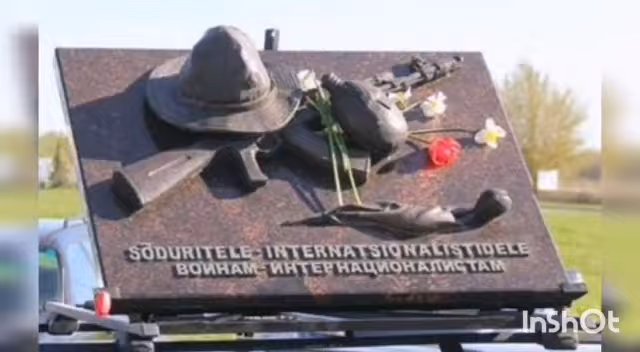 SÕDURITELE-INTERNATSIONALISTIDELE
ВОИНАМ-ИНТЕРНАЦИОНАЛИСТАМ
InShOt